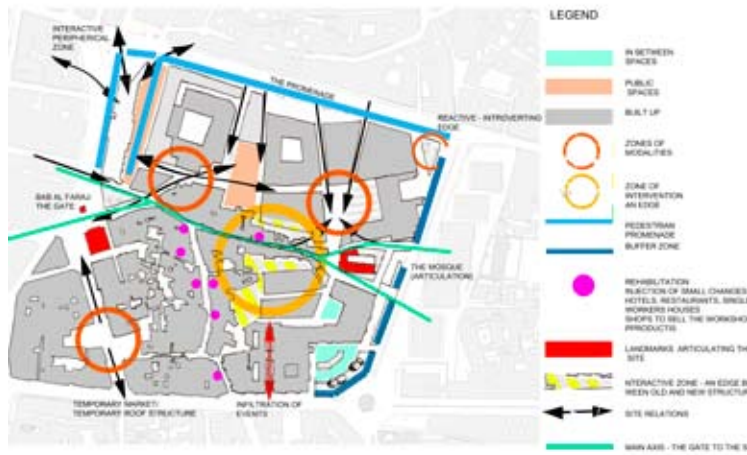 INTERACTIVE
PERIPHERICAL
ZONE
THE PROMENADE
REACTIVE - INTROVERTING
EDGE
BAB AL FARAJ
THE GATE
THE MOSQUE
(ARTICULATION)
TEMPORARY MARKET/
TEMPORARY ROOF STRUCTURE
INFILTRATION OF
EVENTS
LEGEND
IN BETWEEN
SPACES
PUBLIC
SPACES
BUILT UP
ZONES OF
MODALITIES
ZONE OF
INTERVENTION
AN EDGE
PEDESTRIAN
PROMENADE
BUFFER ZONE
REHABILITATION
INJECTION OF SMALL CHANGES
HOTELS, RESTAURANTS, SINGL
WORKERS HOUSES
SHOPS TO SELL THE WORKSHO
PPRODUCTIS
LANDMARKS ARTICULATING TH
SITE
NTERACTIVE ZONE - AN EDGE B
WEEN OLD AND NEW STRUCTUR
SITE RELATIONS
MAIN AXIS - THE GATE TO THE S